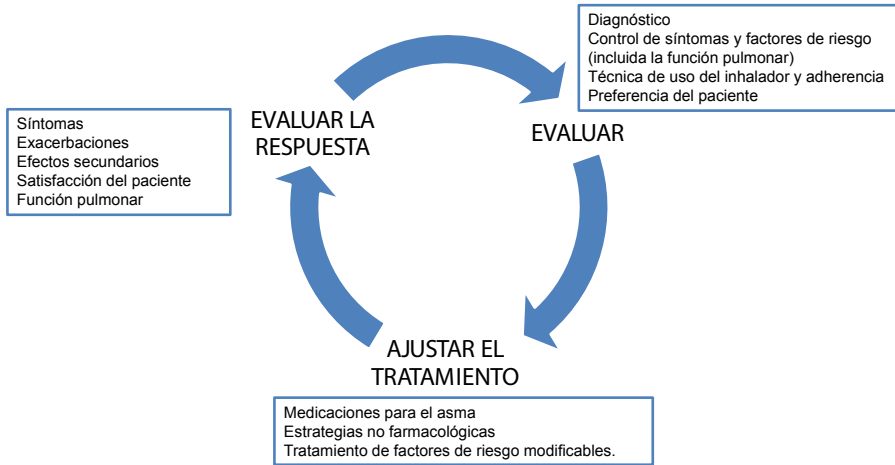 Diagnóstico
Control de síntomas y factores de riesgo
(incluida la función pulmonar)
Técnica de uso del inhalador y adherencia
Preferencia del paciente
EVALUAR
Síntomas
Exacerbaciones
Efectos secundarios
Satisfacción del paciente
Función pulmonar
EVALUAR LA
RESPUESTA
AJUSTAR EL
TRATAMIENTO
Medicaciones para el asma
Estrategias no farmacológicas
Tratamiento de factores de riesgo modificables.